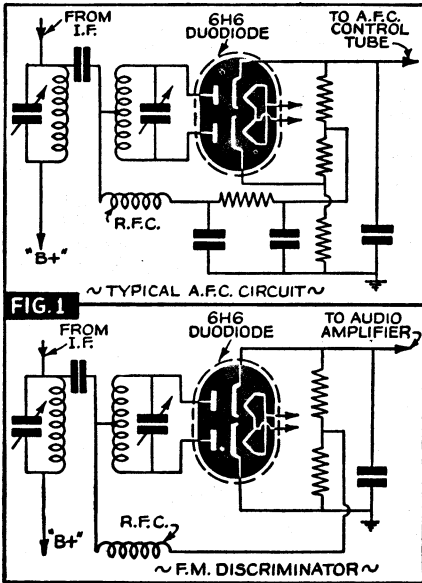 FROM
I.F.
6H6
DUODIODE
TO A.F.C.
CONTROL
TUBE
R.F.C.
"B+"
~ TYPICAL A.F.C. CIRCUIT ~
FIG. 1
FROM
I.F.
6H6
DUODIODE
TO AUDIO
AMPLIFIER
"B+"
R.F.C.
~ F.M. DISCRIMINATOR ~